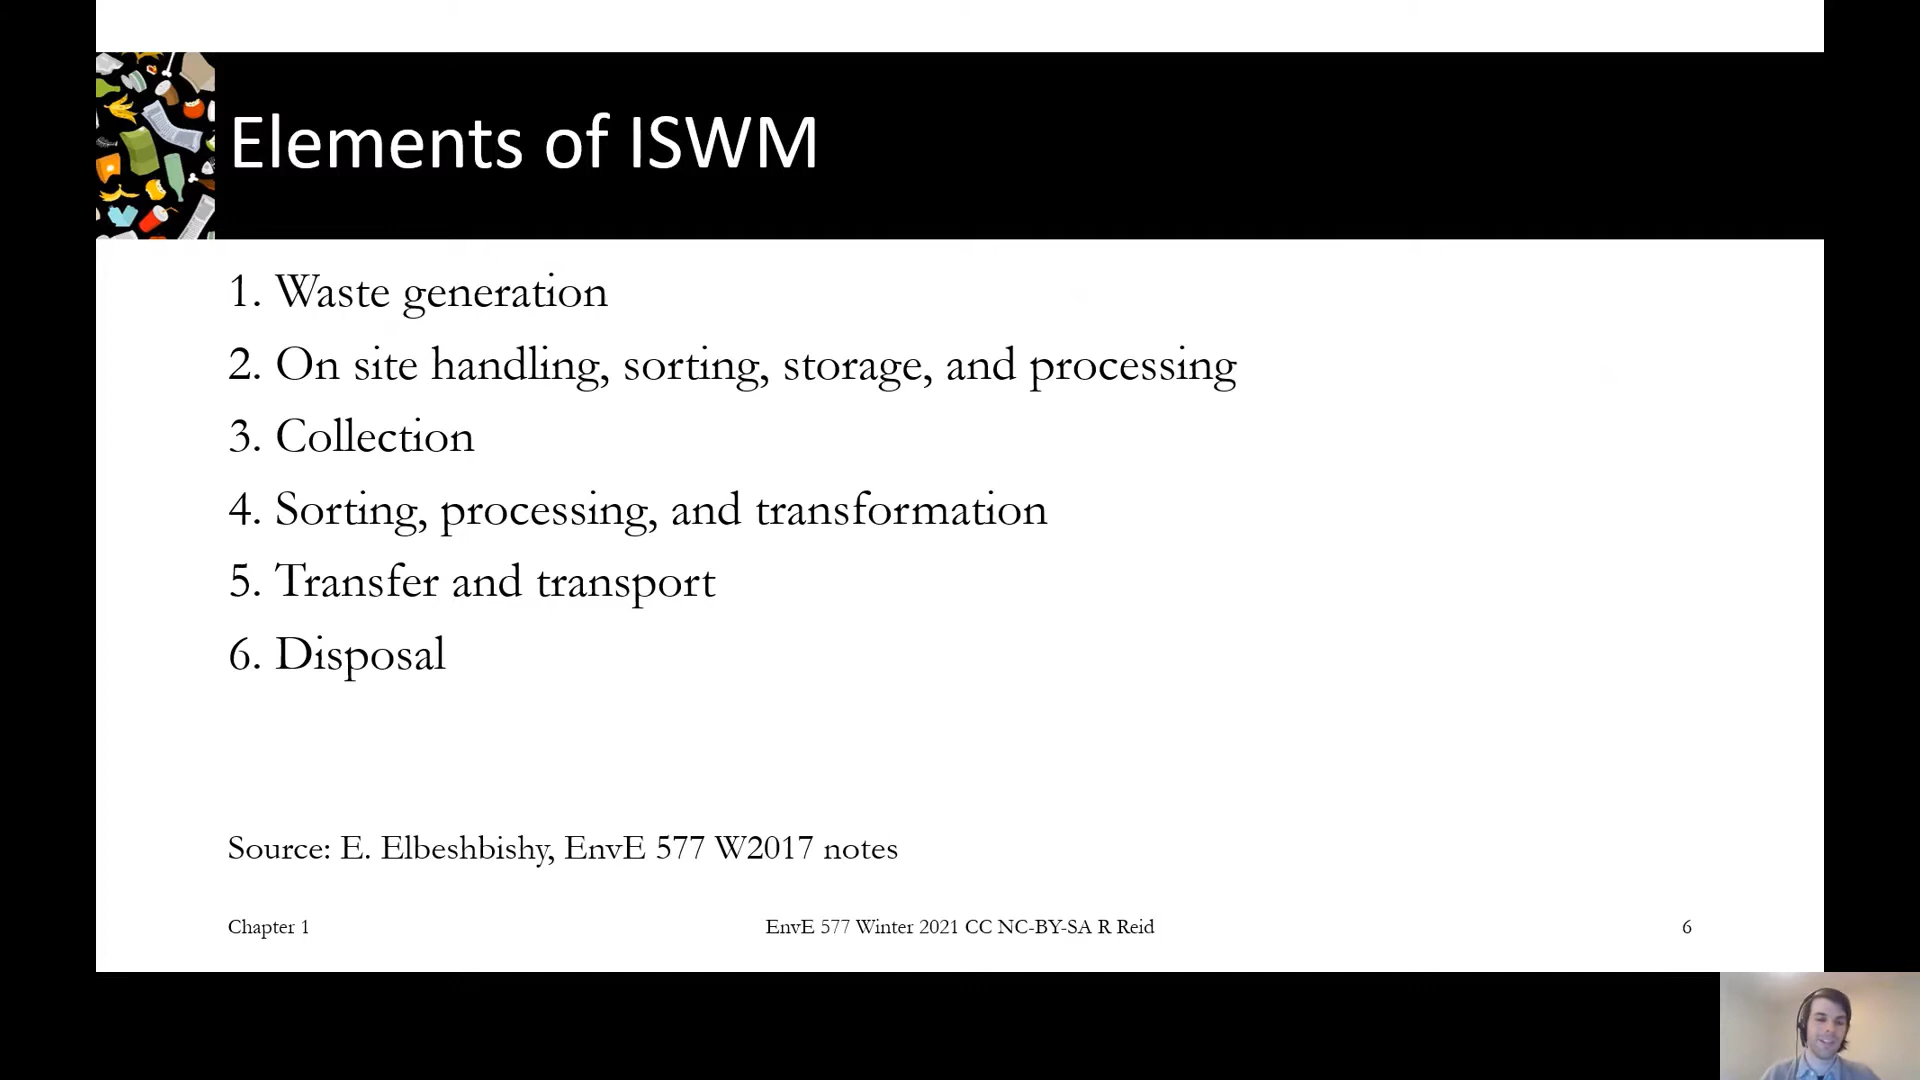 Elements of ISWM
1. Waste generation
2. On site handling, sorting, storage, and processing
3. Collection
4. Sorting, processing, and transformation
5. Transfer and transport
6. Disposal
Source: E. Elbeshbishy, EnvE 577 W2017 notes
Chapter 1
EnvE 577 Winter 2021 CC NC-BY-SA R Reid
6